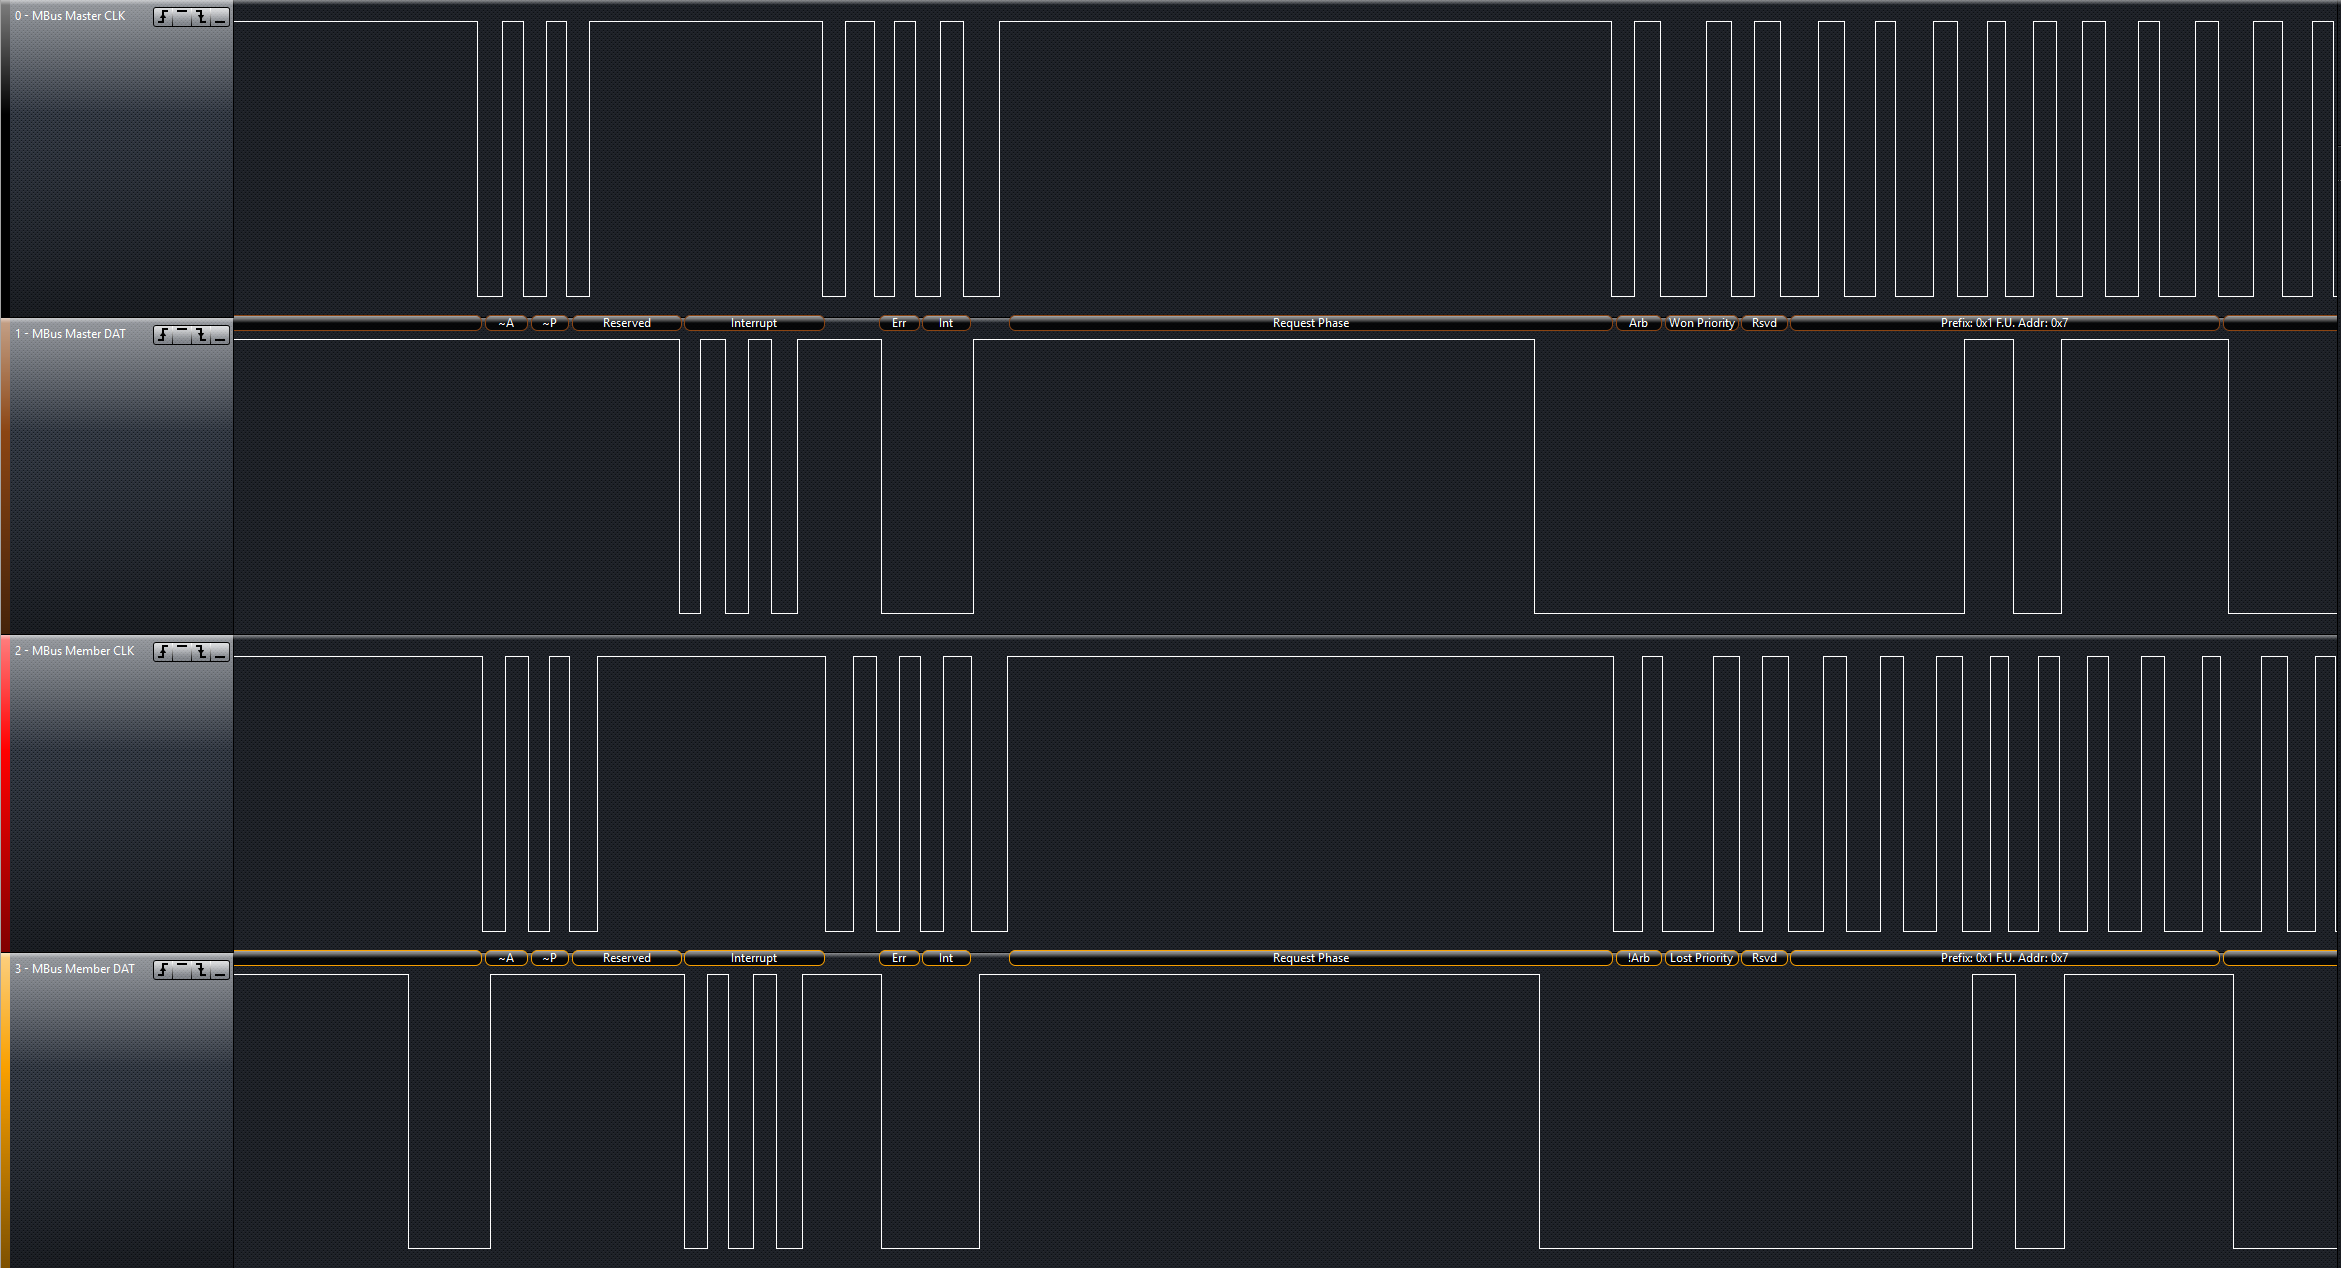 0 - MBus Master CLK
1 - MBus Master DAT
~A ~P Reserved Interrupt Err Int Request Phase Arb Won Priority Rsvd Prefix: 0x1 F.U. Addr: 0x7
2 - MBus Member CLK
3 - MBus Member DAT
~A ~P Reserved Interrupt Err Int Request Phase !Arb Lost Priority Rsvd Prefix: 0x1 F.U. Addr: 0x7